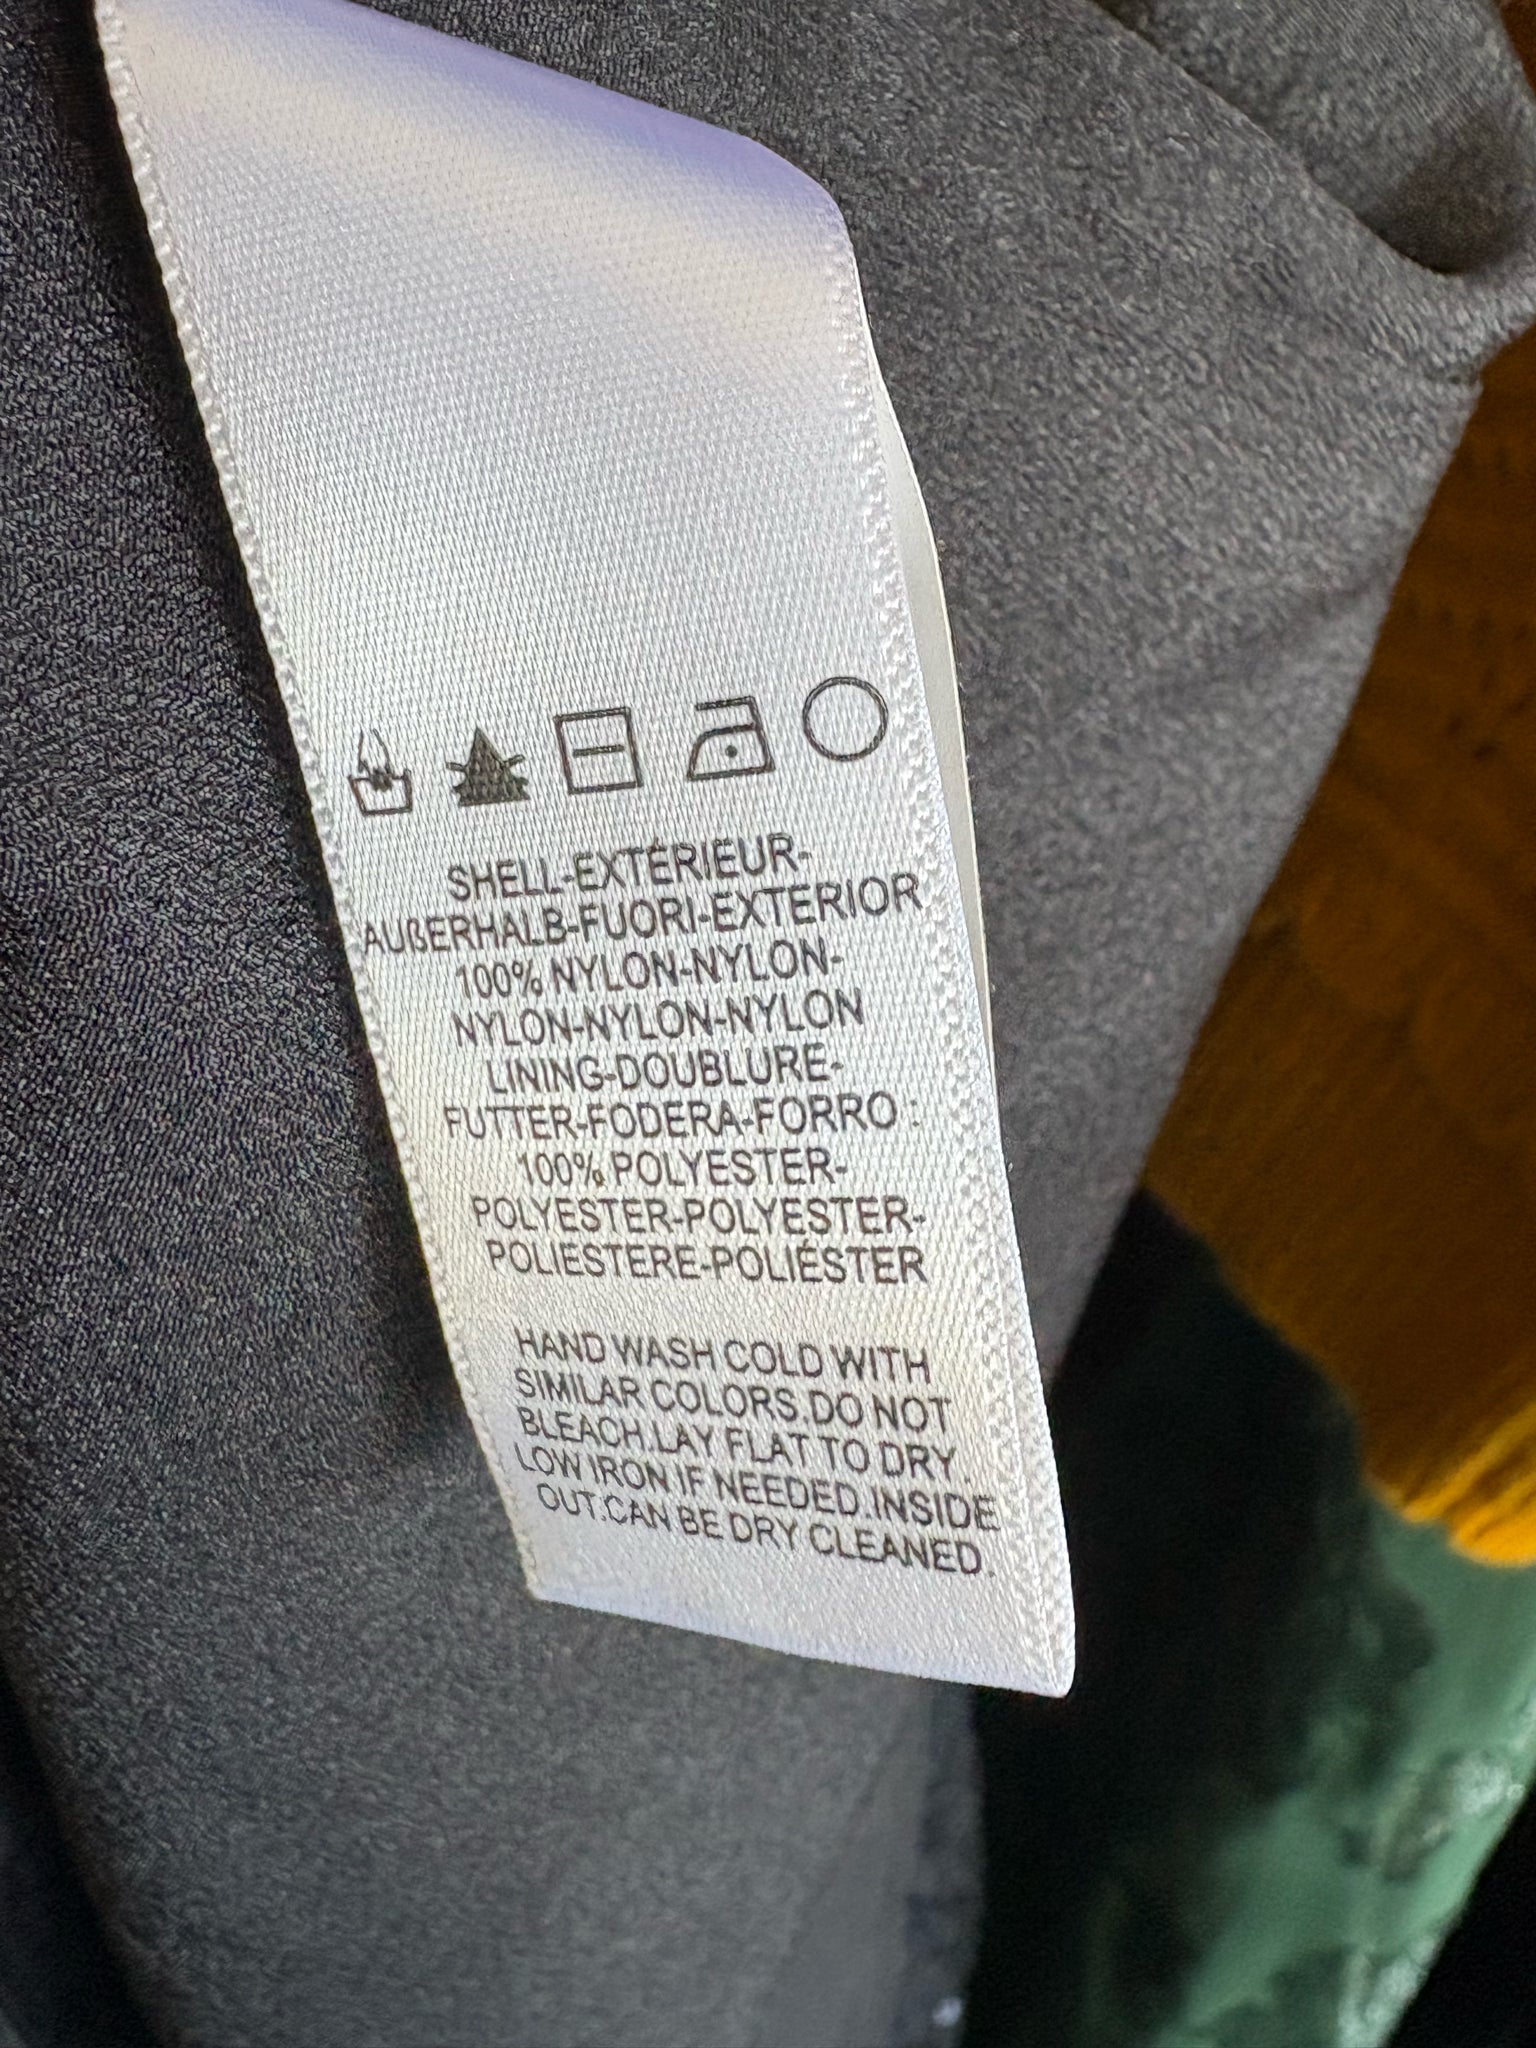 SHELL-EXTÉRIEUR-
AUßERHALB-FUORI-EXTERIOR
100% NYLON-NYLON-
NYLON-NYLON-NYLON
LINING-DOUBLURE-
FUTTER-FODERA-FORRO :
100% POLYESTER-
POLYESTER-POLYESTER-
POLIESTERE-POLIÉSTER
HAND WASH COLD WITH
SIMILAR COLORS.DO NOT
BLEACH.LAY FLAT TO DRY.
LOW IRON IF NEEDED.INSIDE
OUT.CAN BE DRY CLEANED.